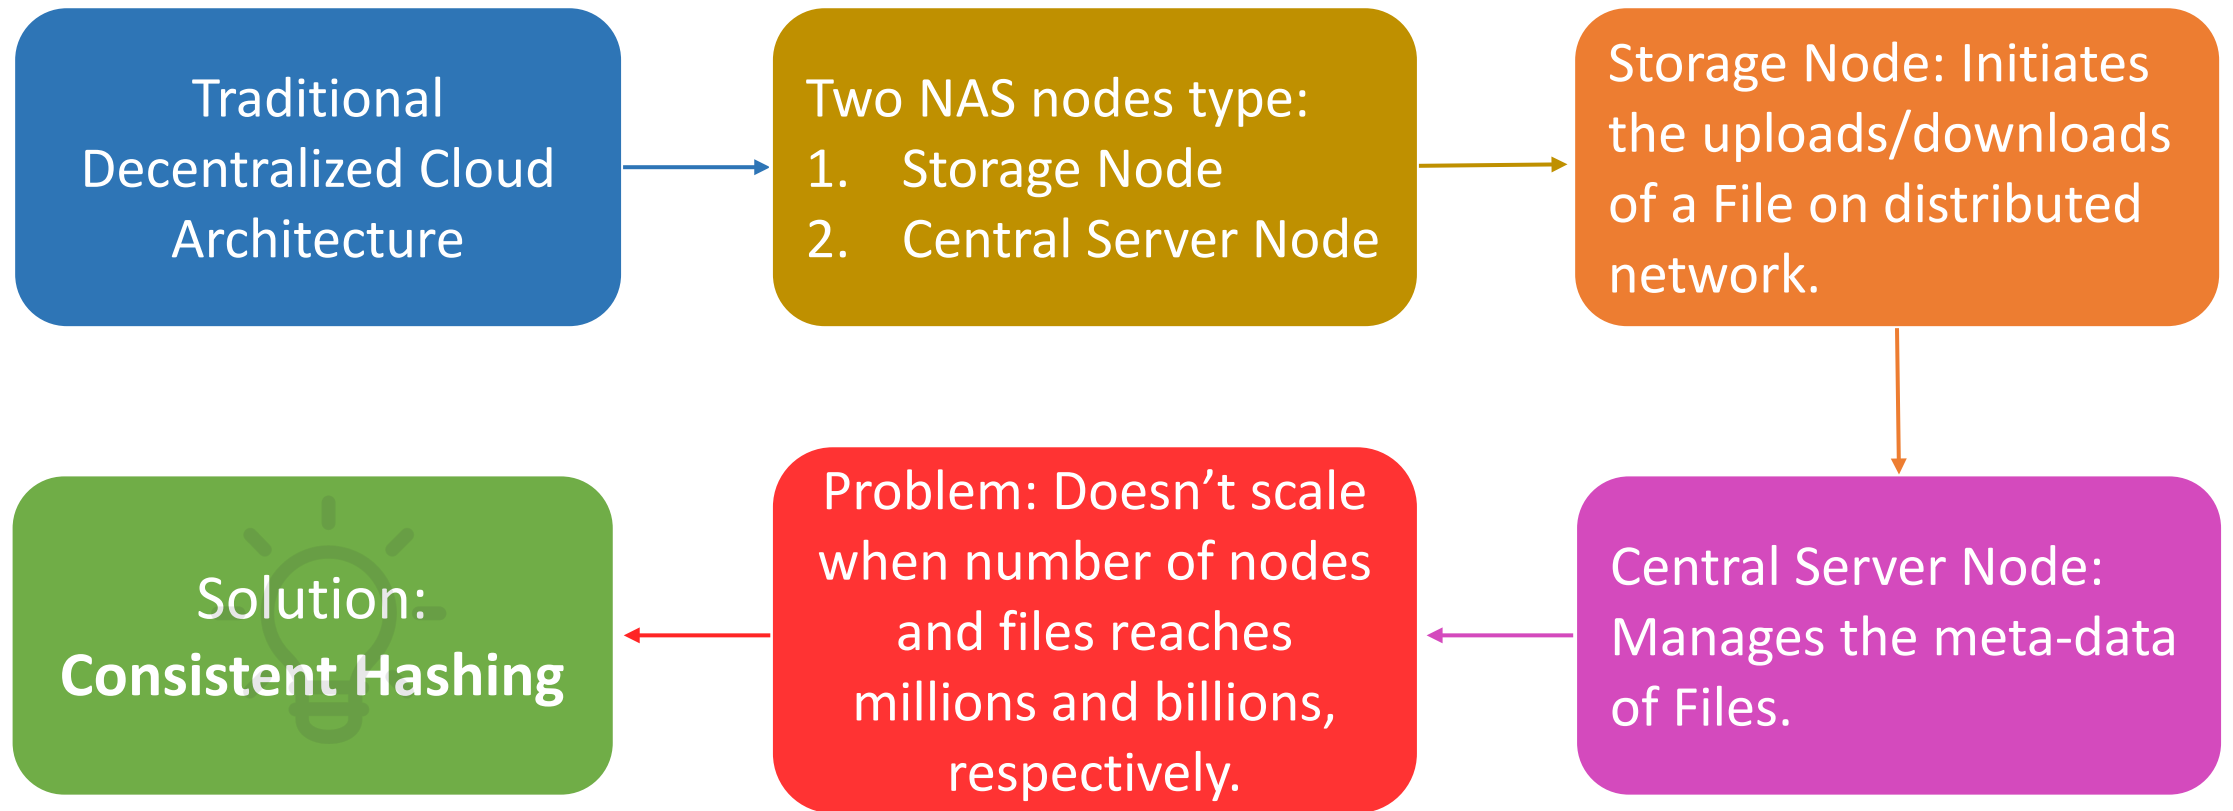 Traditional
Decentralized Cloud
Architecture
Two NAS nodes type:
1. Storage Node
2. Central Server Node
Storage Node: Initiates
the uploads/downloads
of a File on distributed
network.
Central Server Node:
Manages the meta-data
of Files.
Problem: Doesn’t scale
when number of nodes
and files reaches
millions and billions,
respectively.
Solution:
Consistent Hashing